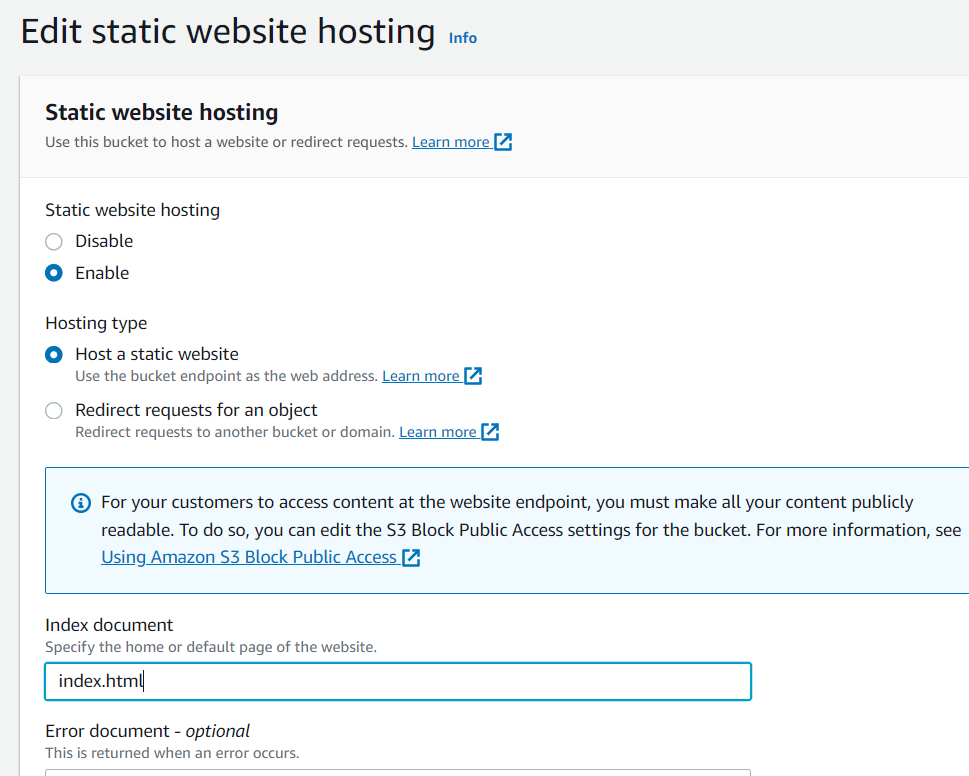 Edit static website hosting Info
Static website hosting
Use this bucket to host a website or redirect requests. Learn more
Static website hosting
Disable
Enable
Hosting type
Host a static website
Use the bucket endpoint as the web address. Learn more
Redirect requests for an object
Redirect requests to another bucket or domain. Learn more
For your customers to access content at the website endpoint, you must make all your content publicly
readable. To do so, you can edit the S3 Block Public Access settings for the bucket. For more information, see
Using Amazon S3 Block Public Access
Index document
Specify the home or default page of the website.
index.html
Error document - optional
This is returned when an error occurs.